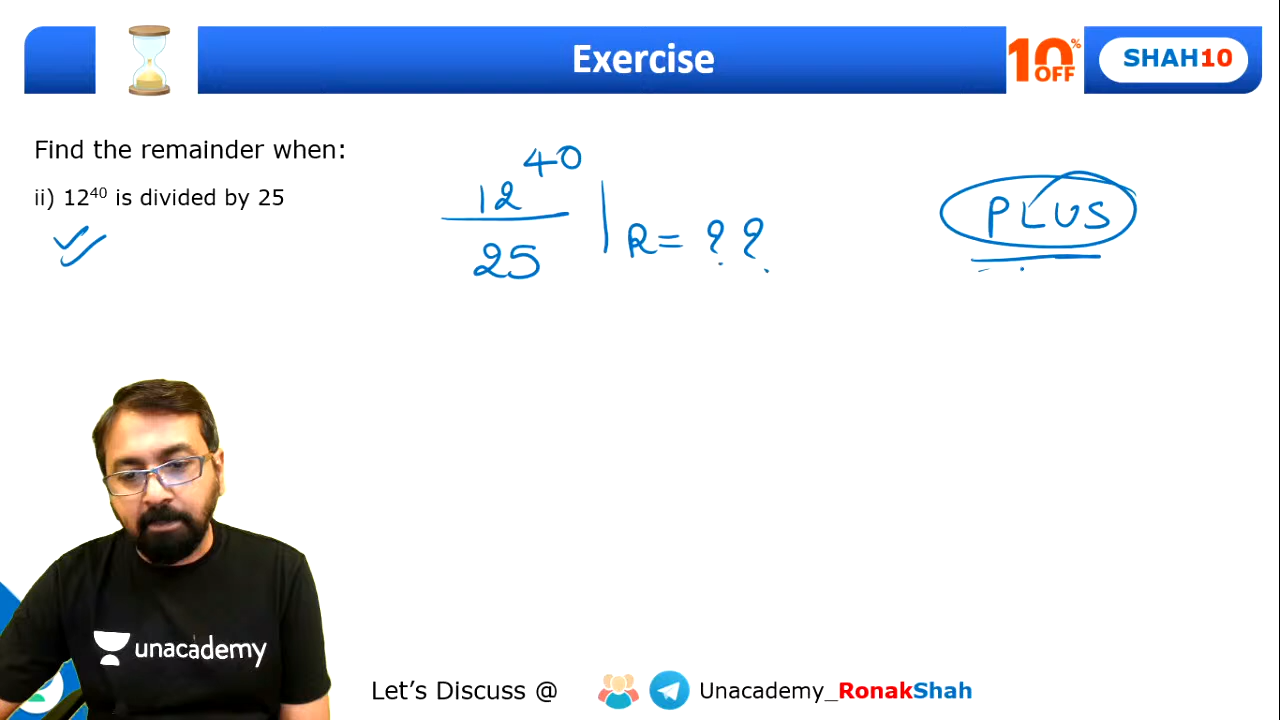 Exercise
10% OFF
SHAH10
Find the remainder when:
ii) 12⁴⁰ is divided by 25
12⁴⁰
25
R= ??
PLUS
unacademy
Let's Discuss @
Unacademy_RonakShah